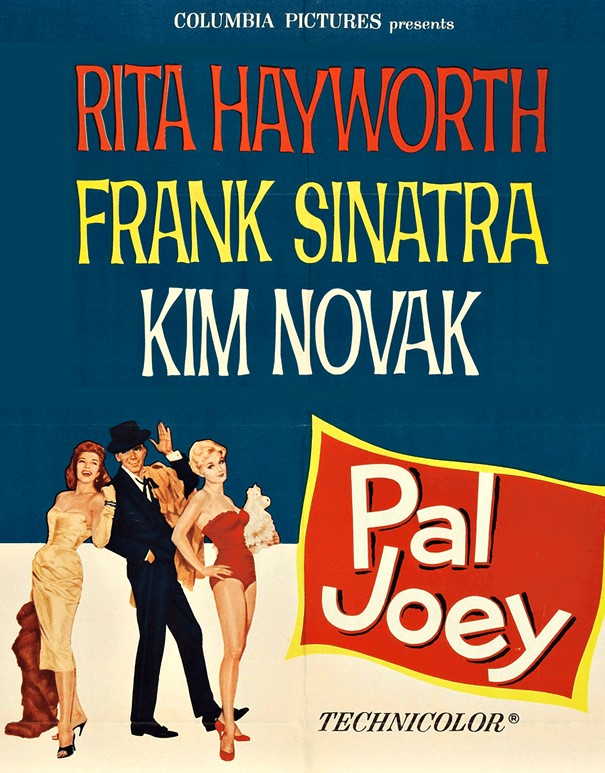 COLUMBIA PICTURES presents
RITA HAYWORTH
FRANK SINATRA
KIM NOVAK
Pal
Joey
TECHNICOLOR®